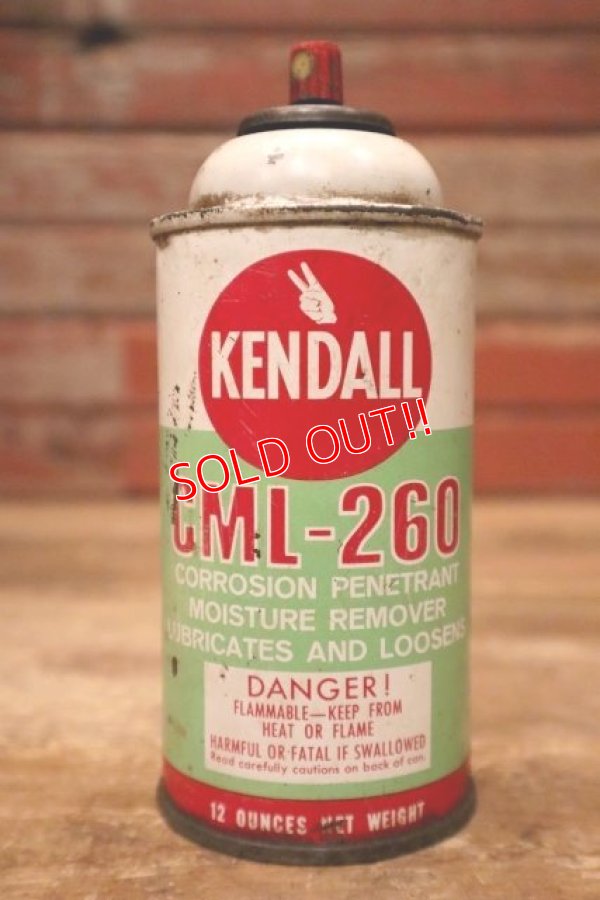 KENDALL
SOLD OUT!!
CML-260
CORROSION PENETRANT
MOISTURE REMOVER
LUBRICATES AND LOOSENS
DANGER!
FLAMMABLE—KEEP FROM
HEAT OR FLAME
HARMFUL OR FATAL IF SWALLOWED
Read carefully cautions on back of can.
12 OUNCES NET WEIGHT